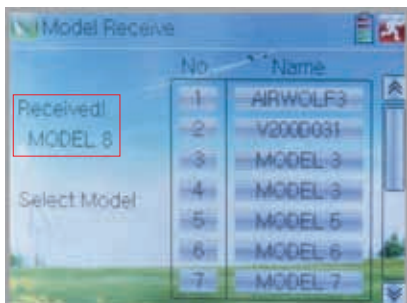 Model Receive
No. Name
Received!
MODEL 8
Select Model
1 AIRWOLF3
2 V200D031
3 MODEL 3
4 MODEL 3
5 MODEL 5
6 MODEL 6
7 MODEL 7